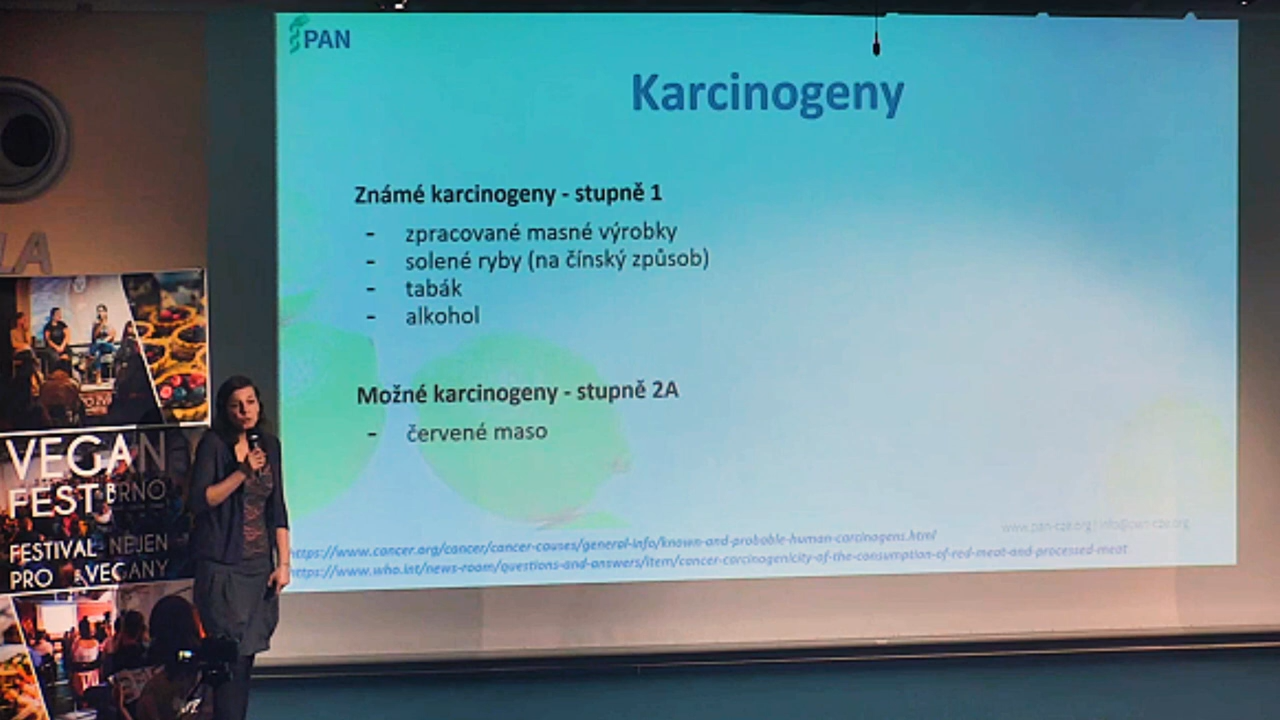 PAN
Karcinogeny
Známé karcinogeny - stupně 1
- zpracované masné výrobky
- solené ryby (na čínský způsob)
- tabák
- alkohol
Možné karcinogeny - stupně 2A
- červené maso
www.pan-cze.org | info@pan-cze.org
https://www.cancer.org/cancer/cancer-causes/general-info/known-and-probable-human-carcinogens.html
https://www.who.int/news-room/questions-and-answers/item/cancer-carcinogenicity-of-the-consumption-of-red-meat-and-processed-meat
VEGAN
FEST BRNO
FESTIVAL NEJEN
PRO VEGANY